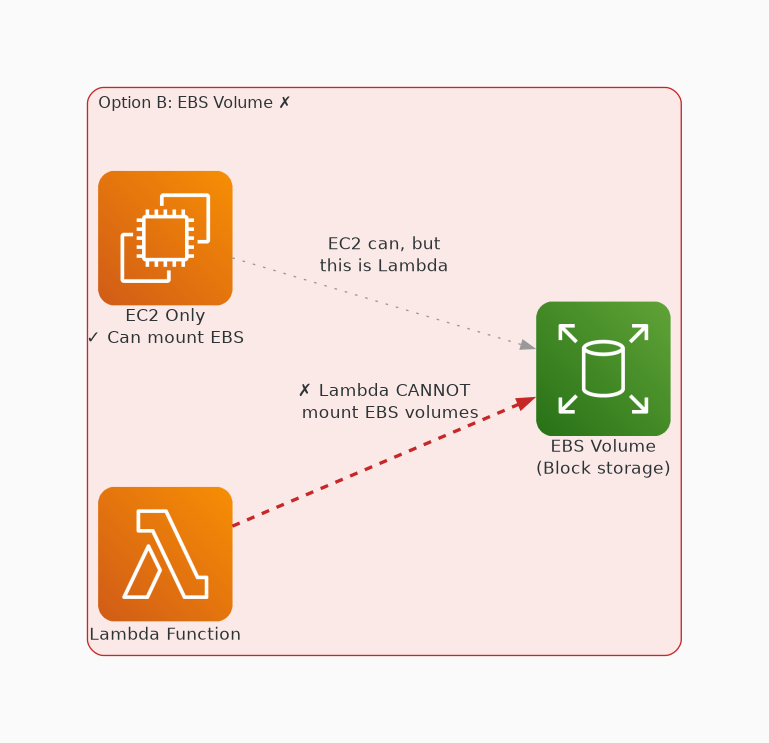 Option B: EBS Volume ✗
EC2 can, but
this is Lambda
EC2 Only
✓ Can mount EBS
✗ Lambda CANNOT
mount EBS volumes
EBS Volume
(Block storage)
Lambda Function